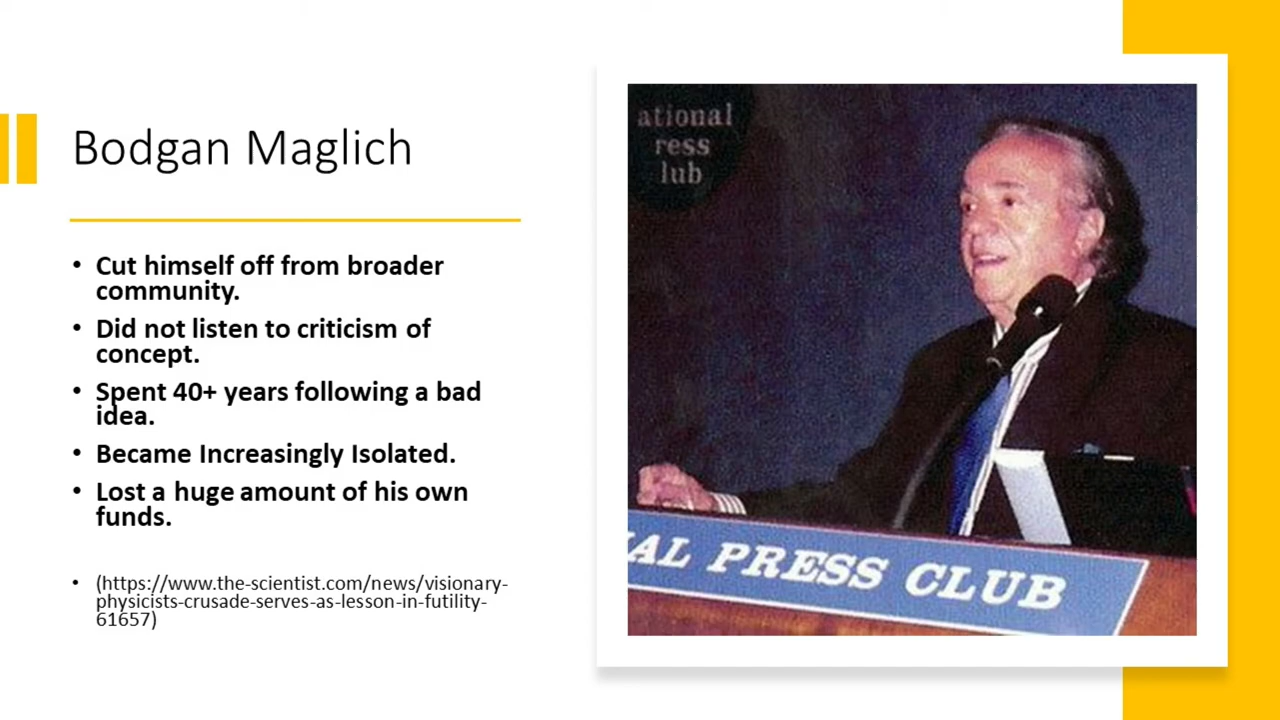 Bodgan Maglich
• Cut himself off from broader
community.
• Did not listen to criticism of
concept.
• Spent 40+ years following a bad
idea.
• Became Increasingly Isolated.
• Lost a huge amount of his own
funds.
• (https://www.the-scientist.com/news/visionary-
physicists-crusade-serves-as-lesson-in-futility-
61657)
ational
ress
lub
AL PRESS CLUB